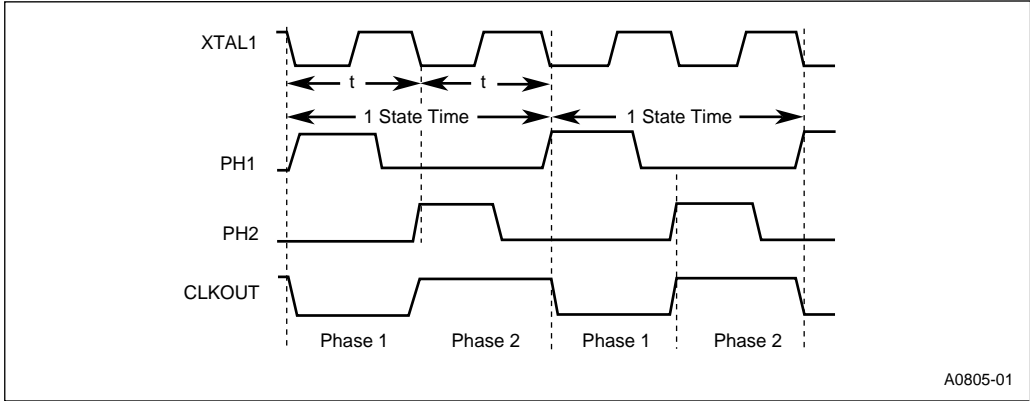 XTAL1
t t
1 State Time 1 State Time
PH1
PH2
CLKOUT
Phase 1 Phase 2 Phase 1 Phase 2
A0805-01